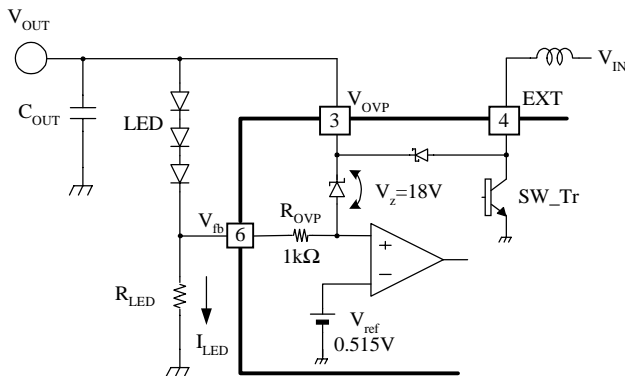 V_OUT
V_IN
C_OUT
LED
3
V_OVP
4
EXT
V_z=18V
SW_Tr
V_fb
6
R_OVP
1kΩ
+
−
R_LED
I_LED
V_ref
0.515V